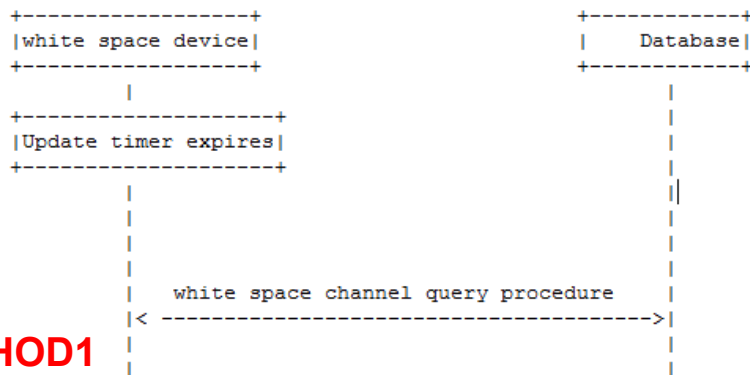 white space device
Database
Update timer expires
white space channel query procedure
HOD1